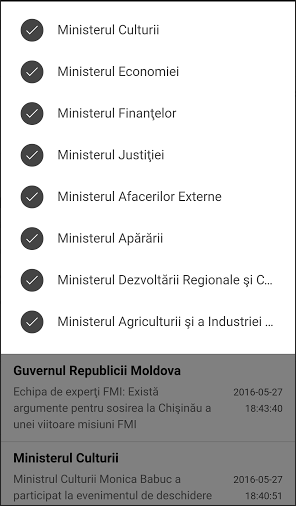 Ministerul Culturii
Ministerul Economiei
Ministerul Finanţelor
Ministerul Justiţiei
Ministerul Afacerilor Externe
Ministerul Apărării
Ministerul Dezvoltării Regionale şi C...
Ministerul Agriculturii şi a Industriei ...
Guvernul Republicii Moldova
Echipa de experţi FMI: Există 2016-05-27
argumente pentru sosirea la Chişinău a 18:43:40
unei viitoare misiuni FMI
Ministerul Culturii
Ministrul Culturii Monica Babuc a 2016-05-27
participat la evenimentul de deschidere 18:40:51